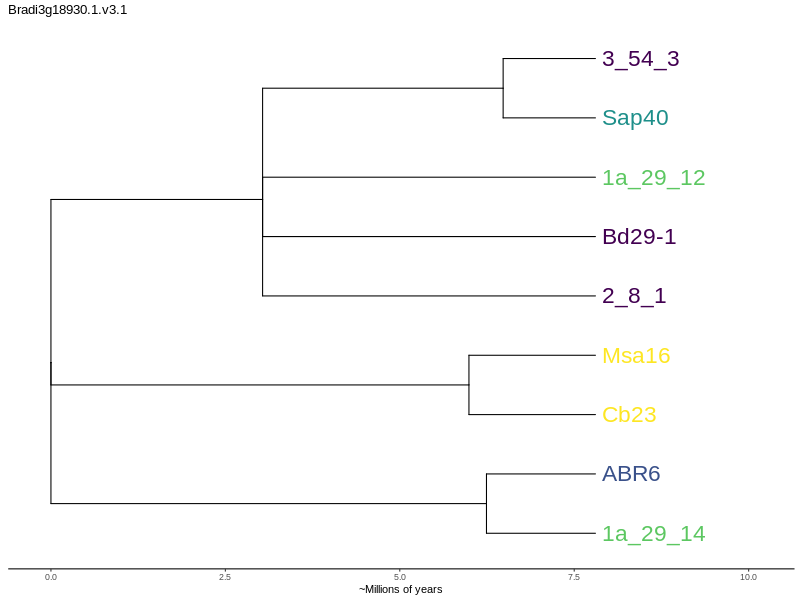 Bradi3g18930.1.v3.1
3_54_3
Sap40
1a_29_12
Bd29-1
2_8_1
Msa16
Cb23
ABR6
1a_29_14
0.0 2.5 5.0 7.5 10.0
~Millions of years